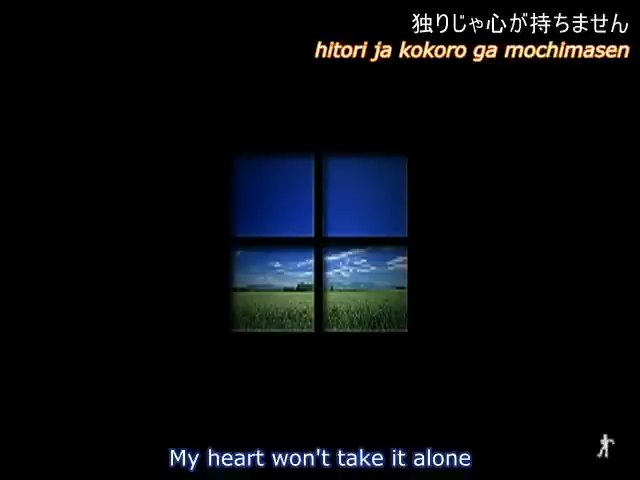 独りじゃ心が持ちません
hitori ja kokoro ga mochimasen
My heart won't take it alone